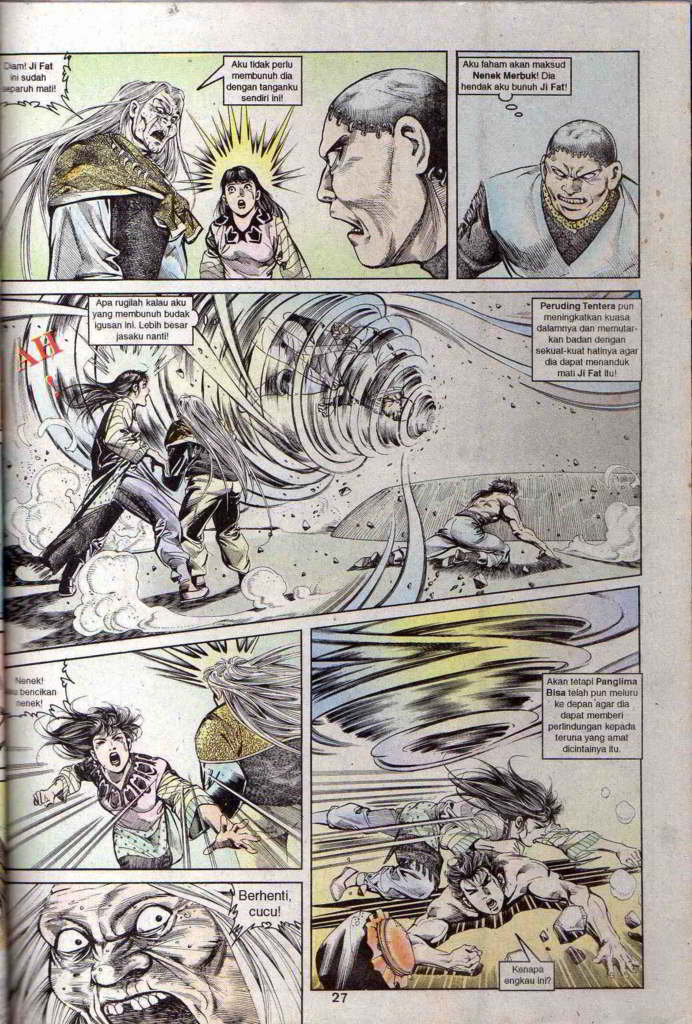 Diam! Ji Fat
ini sudah
separuh mati!
Aku tidak perlu
membunuh dia
dengan tanganku
sendiri ini!
Aku faham akan maksud
Nenek Merbuk! Dia
hendak aku bunuh Ji Fat!
Apa rugilah kalau aku
yang membunuh budak
igusan ini. Lebih besar
jasaku nanti!
Peruding Tentera pun
meningkatkan kuasa
dalamnya dan memutar-
kan badan dengan
sekual-kuat hatinya agar
dia dapat menanduk
mati Ji Fat itu!
AH
!
Nenek!
Aku bencikan
nenek!
Akan tetapi Panglima
Bisa telah pun meluru
ke depan agar dia
dapat memberi
perlindungan kepada
teruna yang amat
dicintainya itu.
Berhenti,
cucu!
Kenapa
engkau ini?
27